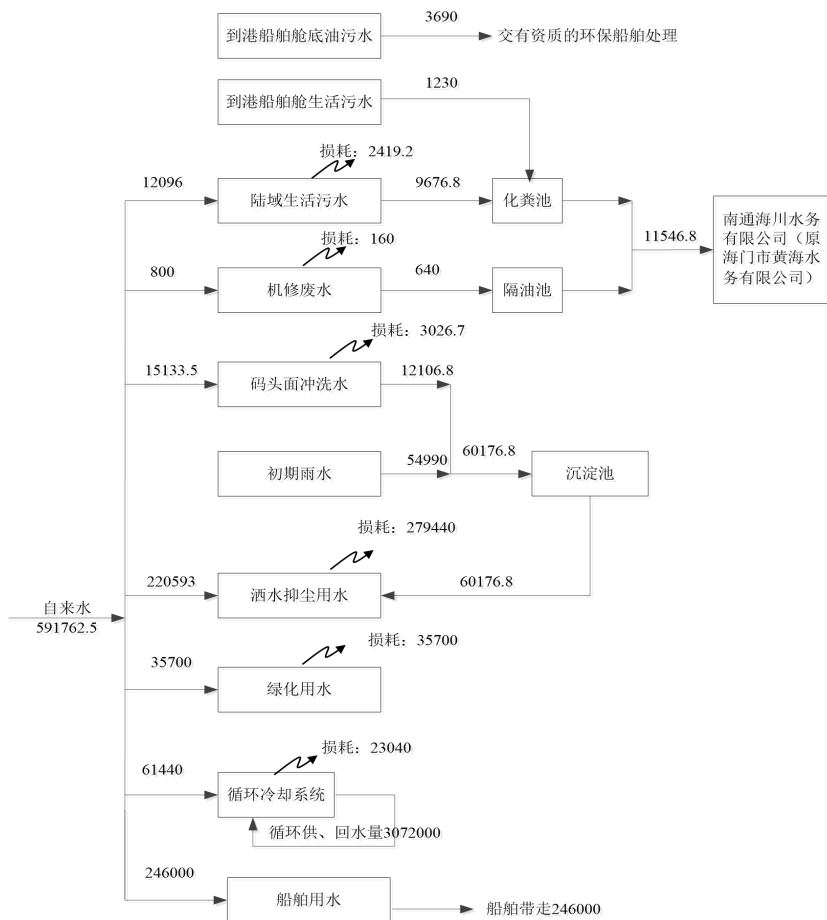 3690
到港船舶舱底油污水
交有资质的环保船舶处理
1230
到港船舶舱生活污水
损耗：2419.2
12096
陆域生活污水
9676.8
化粪池
11546.8
南通海川水务
有限公司（原
海门市黄海水
务有限公司）
损耗：160
800
机修废水
640
隔油池
损耗：3026.7
15133.5
码头面冲洗水
12106.8
初期雨水
54990
60176.8
沉淀池
损耗：279440
220593
洒水抑尘用水
60176.8
自来水
591762.5
损耗：35700
35700
绿化用水
损耗：23040
61440
循环冷却系统
循环供、回水量3072000
246000
船舶用水
船舶带走246000